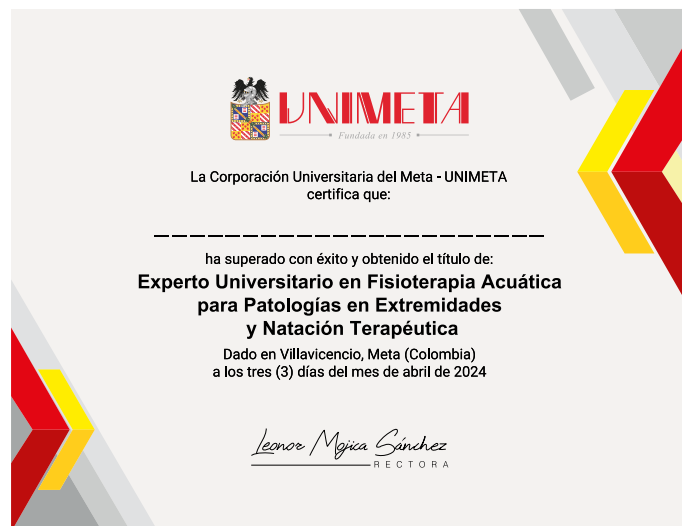 UNIMETA
Fundada en 1985
La Corporación Universitaria del Meta - UNIMETA
certifica que:
ha superado con éxito y obtenido el título de:
Experto Universitario en Fisioterapia Acuática
para Patologías en Extremidades
y Natación Terapéutica
Dado en Villavicencio, Meta (Colombia)
a los tres (3) días del mes de abril de 2024
Leonor Mojica Sánchez
RECTORA